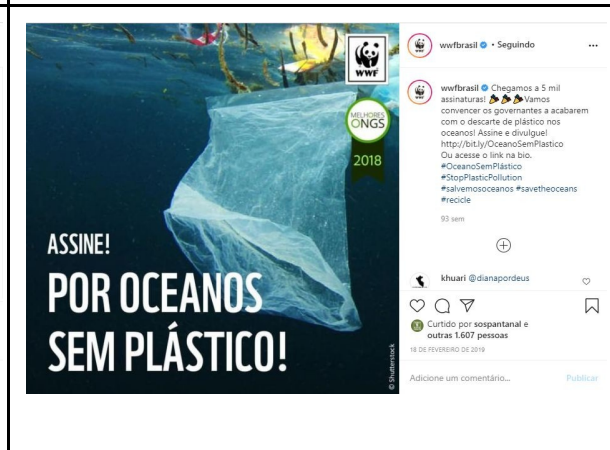 WWF
MELHORES
ONGS
2018
ASSINE!
POR OCEANOS
SEM PLÁSTICO!
© Shutterstock
wwfbrasil • Seguindo
wwfbrasil Chegamos a 5 mil
assinaturas! Vamos
convencer os governantes a acabarem
com o descarte de plástico nos
oceanos! Assine e divulgue!
http://bit.ly/OceanoSemPlastico
Ou acesse o link na bio.
#OceanoSemPlástico
#StopPlasticPollution
#salvemosoceanos #savetheoceans
#recicle
93 sem
khuari @dianapordeus
Curtido por sospantanal e
outras 1.607 pessoas
18 DE FEVEREIRO DE 2019
Adicione um comentário... Publicar